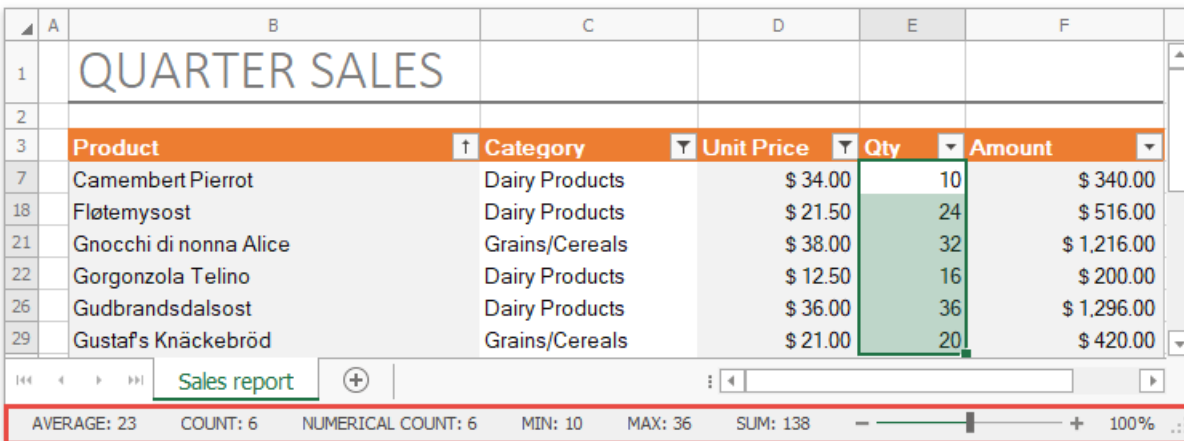 A B C D E F
1 QUARTER SALES
2
3 Product Category Unit Price Qty Amount
7 Camembert Pierrot Dairy Products $ 34.00 10 $ 340.00
18 Fløtemysost Dairy Products $ 21.50 24 $ 516.00
21 Gnocchi di nonna Alice Grains/Cereals $ 38.00 32 $ 1,216.00
22 Gorgonzola Telino Dairy Products $ 12.50 16 $ 200.00
26 Gudbrandsdalsost Dairy Products $ 36.00 36 $ 1,296.00
29 Gustaf's Knäckebröd Grains/Cereals $ 21.00 20 $ 420.00
Sales report
AVERAGE: 23 COUNT: 6 NUMERICAL COUNT: 6 MIN: 10 MAX: 36 SUM: 138 100%